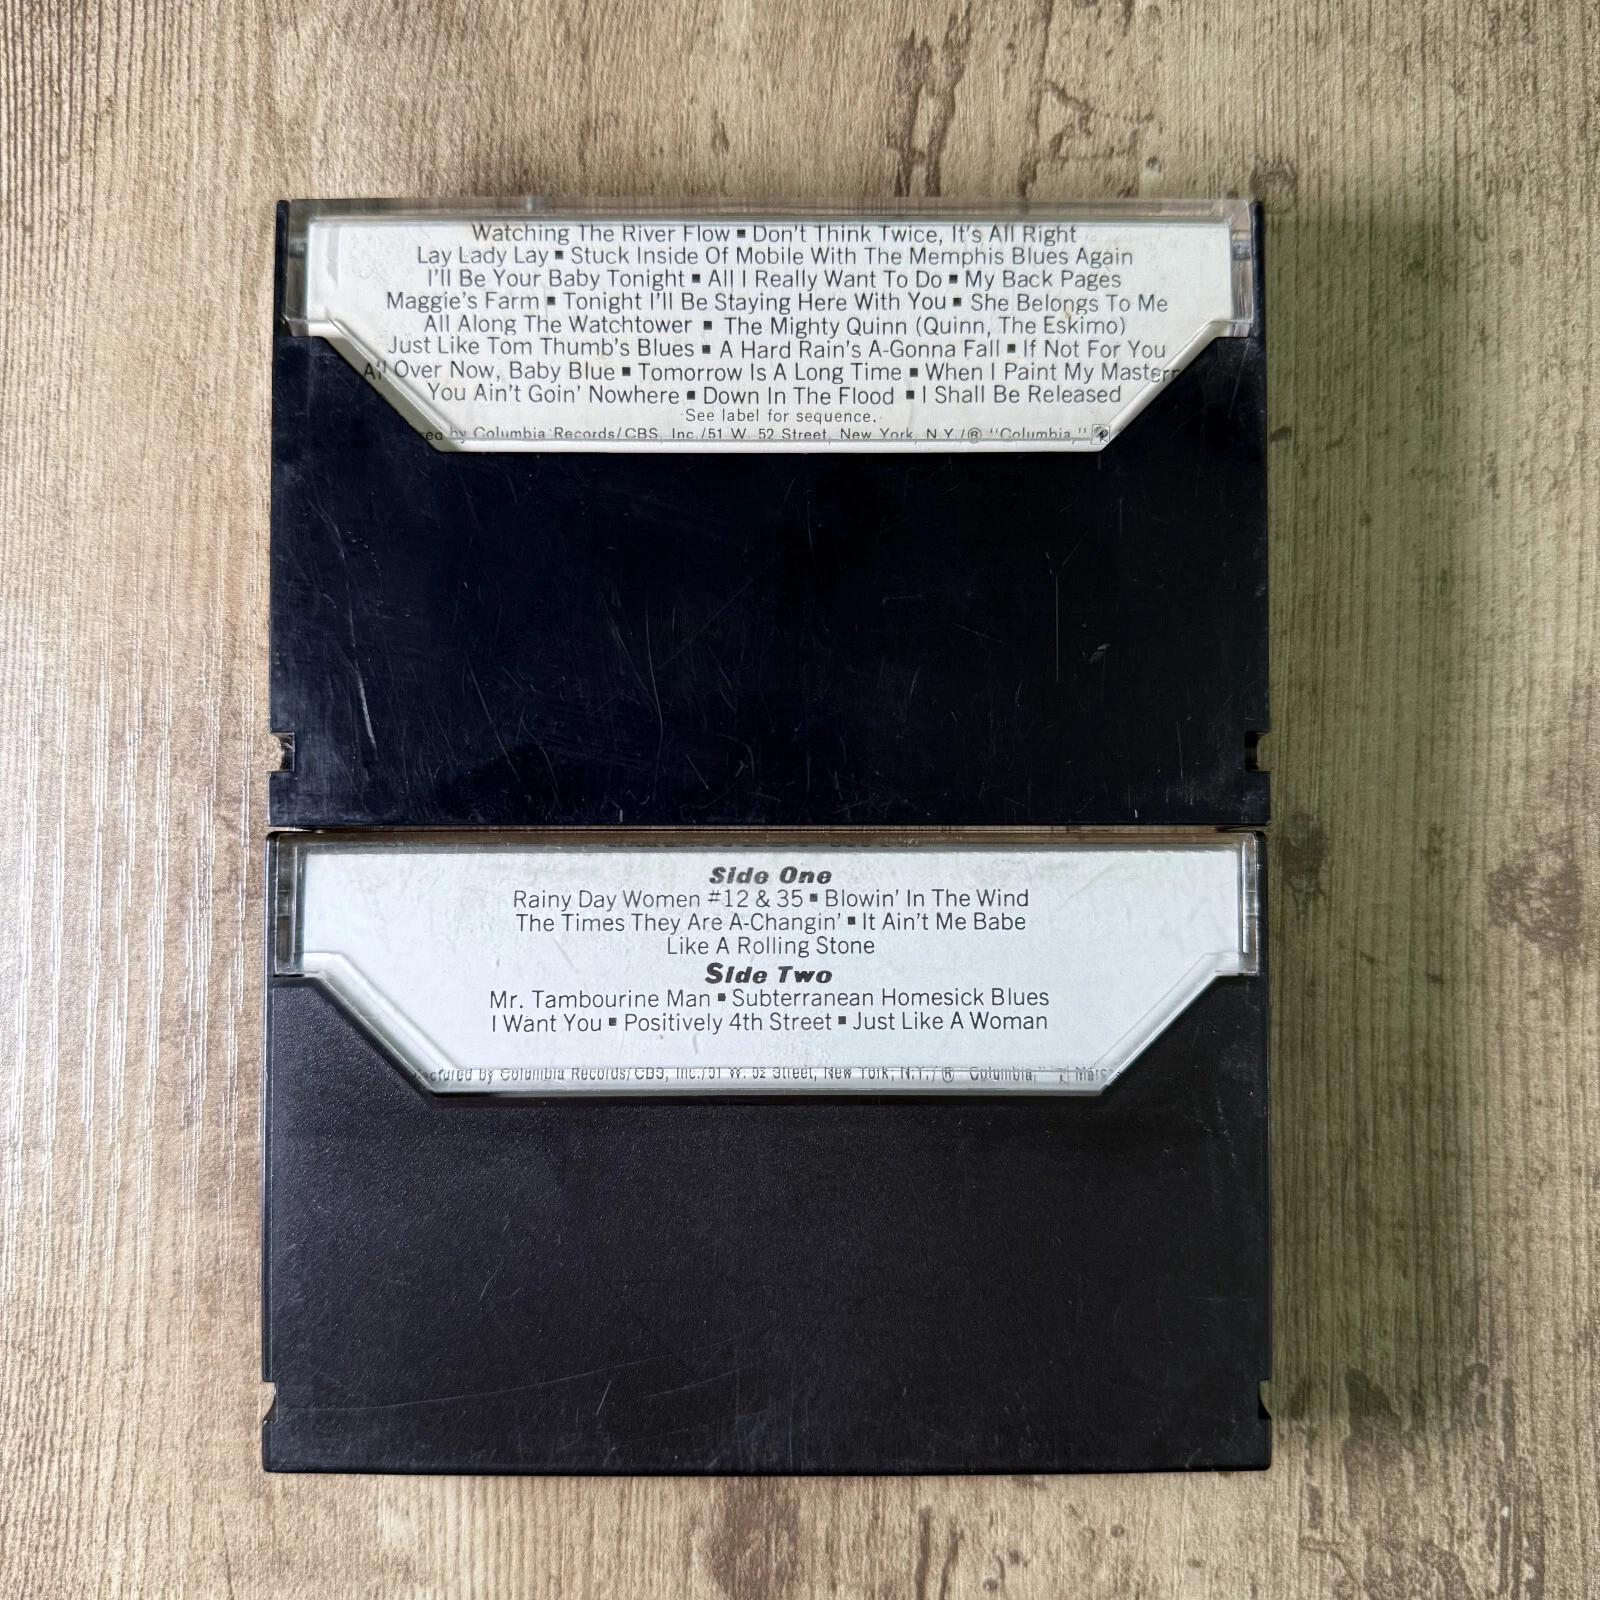 Watching The River Flow ▪ Don't Think Twice, It's All Right
Lay Lady Lay ▪ Stuck Inside Of Mobile With The Memphis Blues Again
I'll Be Your Baby Tonight ▪ All I Really Want To Do ▪ My Back Pages
Maggie's Farm ▪ Tonight I'll Be Staying Here With You ▪ She Belongs To Me
All Along The Watchtower ▪ The Mighty Quinn (Quinn, The Eskimo)
Just Like Tom Thumb's Blues ▪ A Hard Rain's A-Gonna Fall ▪ If Not For You
All Over Now, Baby Blue ▪ Tomorrow Is A Long Time ▪ When I Paint My Master
You Ain't Goin' Nowhere ▪ Down In The Flood ▪ I Shall Be Released
See label for sequence.
by Columbia Records/CBS, Inc./51 W. 52 Street, New York, N.Y./® "Columbia,"
Side One
Rainy Day Women #12 & 35 ▪ Blowin' In The Wind
The Times They Are A-Changin' ▪ It Ain't Me Babe
Like A Rolling Stone
Side Two
Mr. Tambourine Man ▪ Subterranean Homesick Blues
I Want You ▪ Positively 4th Street ▪ Just Like A Woman
by Columbia Records/CBS, Inc./51 W. 52 Street, New York, N.Y./® "Columbia,"